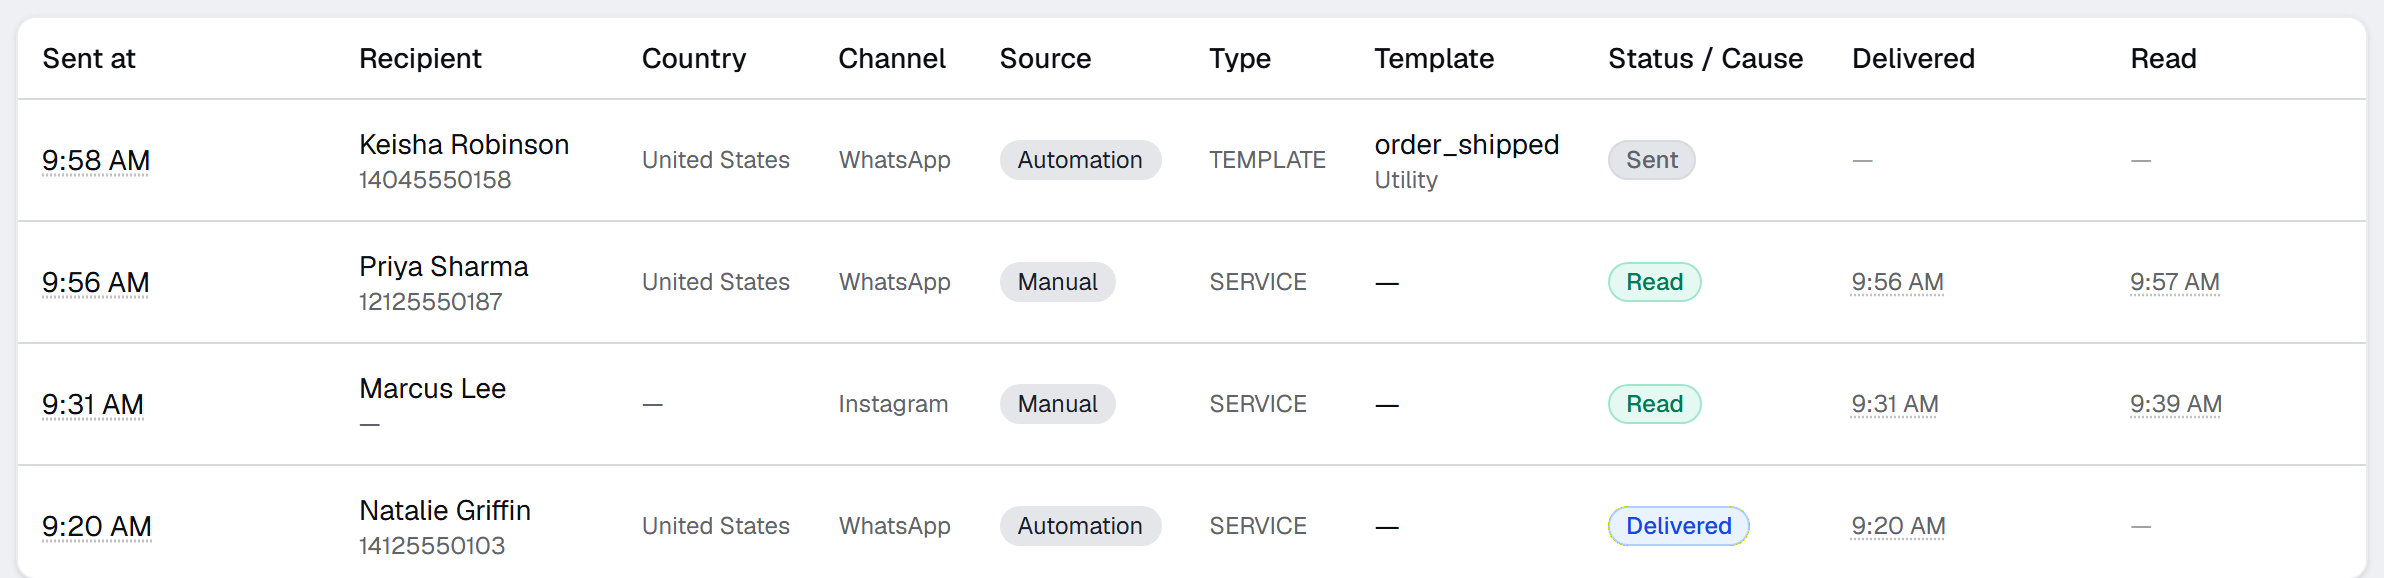 Sent at Recipient Country Channel Source Type Template Status / Cause Delivered Read
9:58 AM Keisha Robinson United States WhatsApp Automation TEMPLATE order_shipped Sent — —
14045550158 Utility
9:56 AM Priya Sharma United States WhatsApp Manual SERVICE — Read 9:56 AM 9:57 AM
12125550187
9:31 AM Marcus Lee — Instagram Manual SERVICE — Read 9:31 AM 9:39 AM
—
9:20 AM Natalie Griffin United States WhatsApp Automation SERVICE — Delivered 9:20 AM —
14125550103